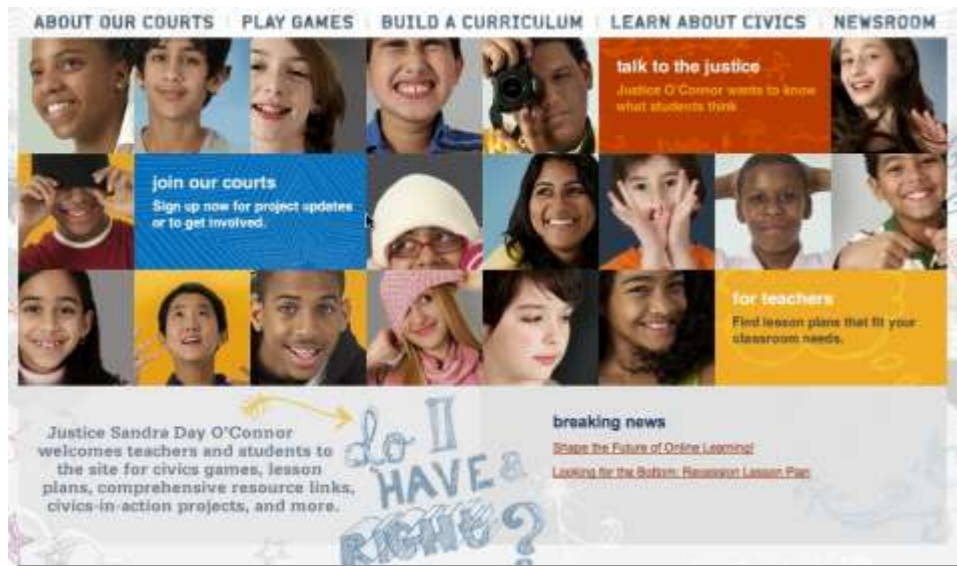 ABOUT OUR COURTS PLAY GAMES BUILD A CURRICULUM LEARN ABOUT CIVICS NEWSROOM
talk to the justice
Justice O'Connor wants to know
what students think
join our courts
Sign up now for project updates
or to get involved.
for teachers
Find lesson plans that fit your
classroom needs.
Justice Sandra Day O'Connor
welcomes teachers and students to
the site for civics games, lesson
plans, comprehensive resource links,
civics-in-action projects, and more.
do I
HAVE a
RIGHT?
breaking news
Shape the Future of Online Learning!
Looking for the Bottom: Recession Lesson Plan